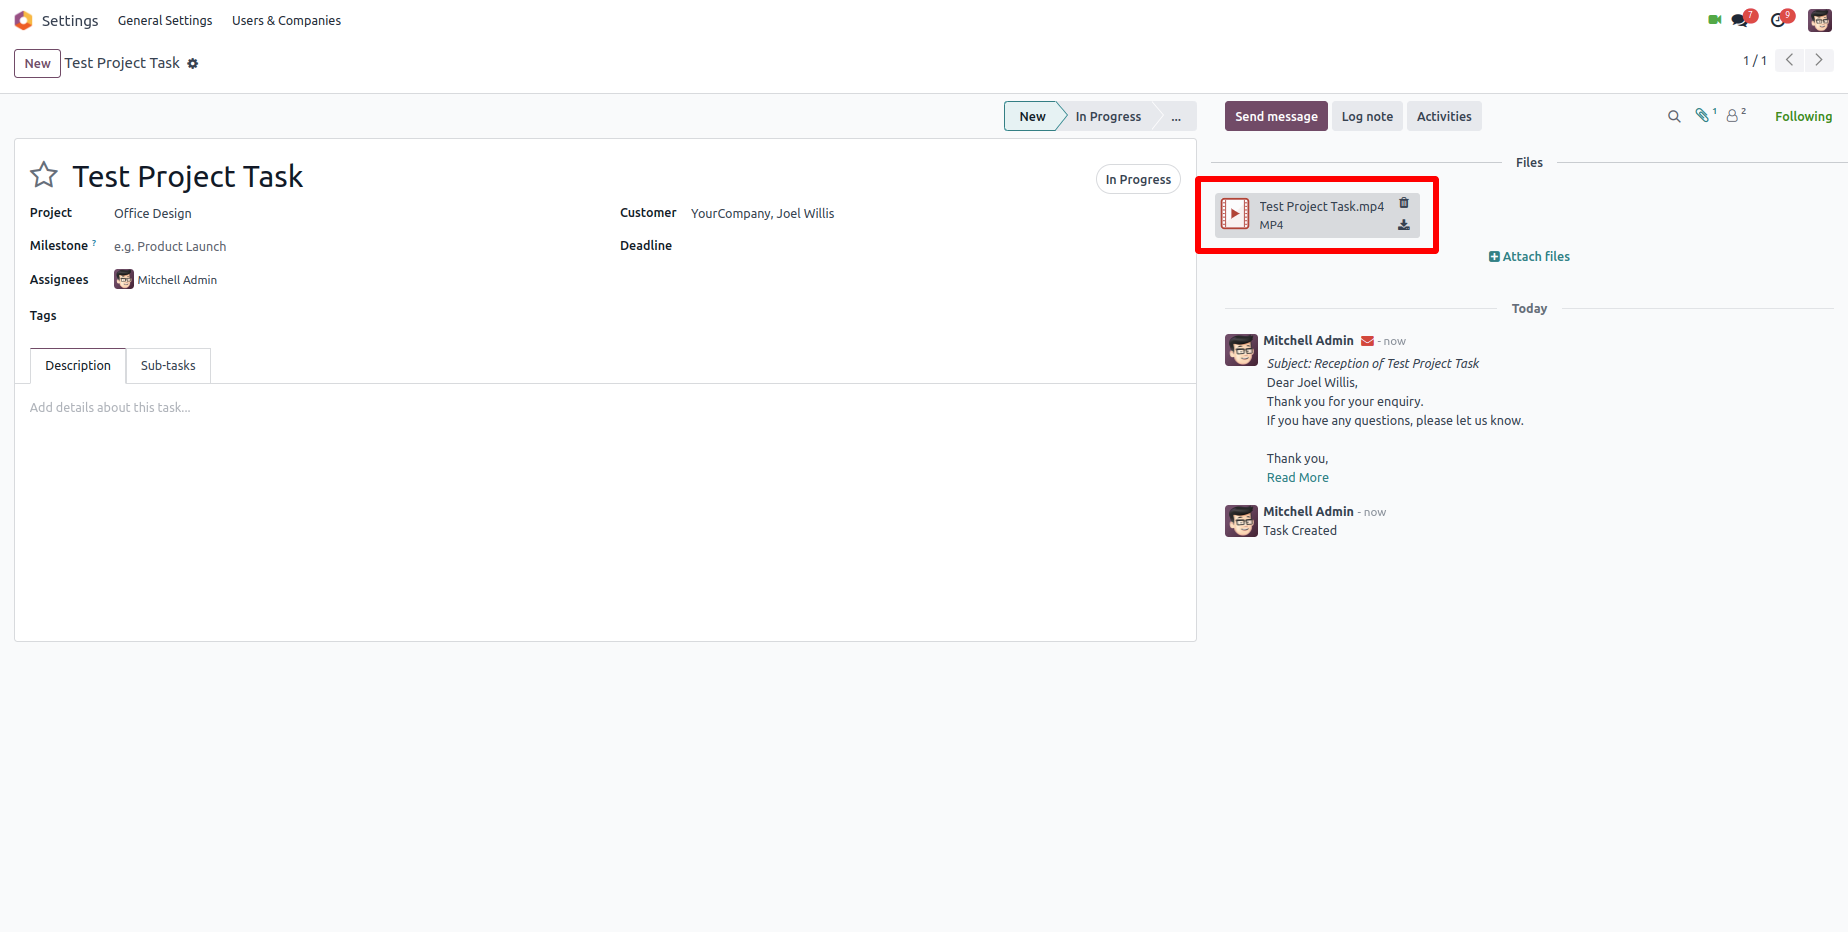 Settings General Settings Users & Companies 7 9
New Test Project Task 1 / 1
New In Progress ... Send message Log note Activities 1 2 Following
Test Project Task
In Progress
Project Office Design
Customer YourCompany, Joel Willis
Milestone ? e.g. Product Launch
Deadline
Assignees Mitchell Admin
Tags
Description Sub-tasks
Add details about this task...
Files
Test Project Task.mp4
MP4
Attach files
Today
Mitchell Admin - now
Subject: Reception of Test Project Task
Dear Joel Willis,
Thank you for your enquiry.
If you have any questions, please let us know.
Thank you,
Read More
Mitchell Admin - now
Task Created